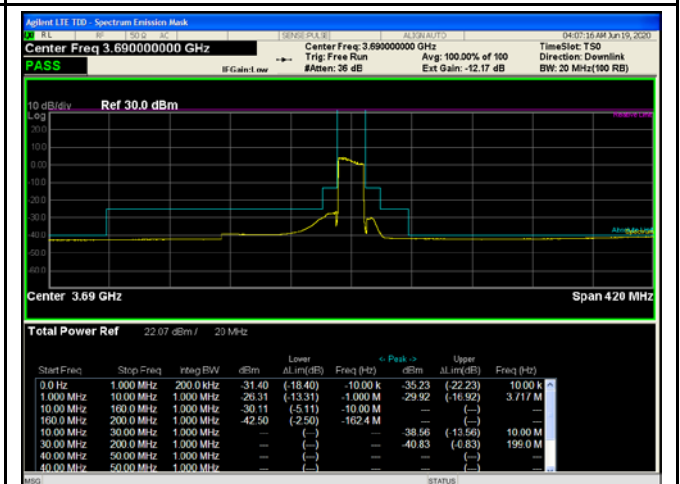 Agilent LTE TDD - Spectrum Emission Mask
RL RF 50 Ω AC SENSE:PULSE ALIGN AUTO 04:07:16 AM Jun 19, 2020
Center Freq 3.690000000 GHz Center Freq: 3.690000000 GHz TimeSlot: TS0
Trig: Free Run Avg: 100.00% of 100 Direction: Downlink
PASS IFGain:Low #Atten: 36 dB Ext Gain: -12.17 dB BW: 20 MHz(100 RB)
10 dB/div Ref 30.0 dBm
Log
20.0
10.0
0.00
-10.0
-20.0
-30.0
-40.0
-50.0
-60.0
Center 3.69 GHz Span 420 MHz
Total Power Ref 22.07 dBm / 20 MHz
Lower <- Peak -> Upper
Start Freq Stop Freq Integ BW dBm ΔLim(dB) Freq (Hz) dBm ΔLim(dB) Freq (Hz)
0.0 Hz 1.000 MHz 200.0 kHz -31.40 (-18.40) -10.00 k -35.23 (-22.23) 10.00 k
1.000 MHz 10.00 MHz 1.000 MHz -26.31 (-13.31) -1.000 M -29.92 (-16.92) 3.717 M
10.00 MHz 160.0 MHz 1.000 MHz -30.11 (-5.11) -10.00 M --- (---)
160.0 MHz 200.0 MHz 1.000 MHz -42.50 (-2.50) -162.4 M --- (---)
10.00 MHz 30.00 MHz 1.000 MHz --- (---) -38.56 (-13.56) 10.00 M
30.00 MHz 200.0 MHz 1.000 MHz --- (---) -40.83 (-0.83) 199.0 M
40.00 MHz 50.00 MHz 1.000 MHz --- (---) --- (---)
40.00 MHz 50.00 MHz 1.000 MHz --- (---) --- (---)
MSG STATUS